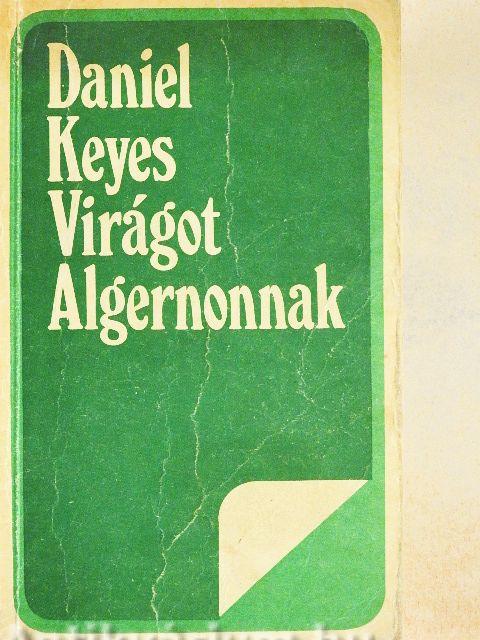 Daniel
Keyes
Virágot
Algernonnak